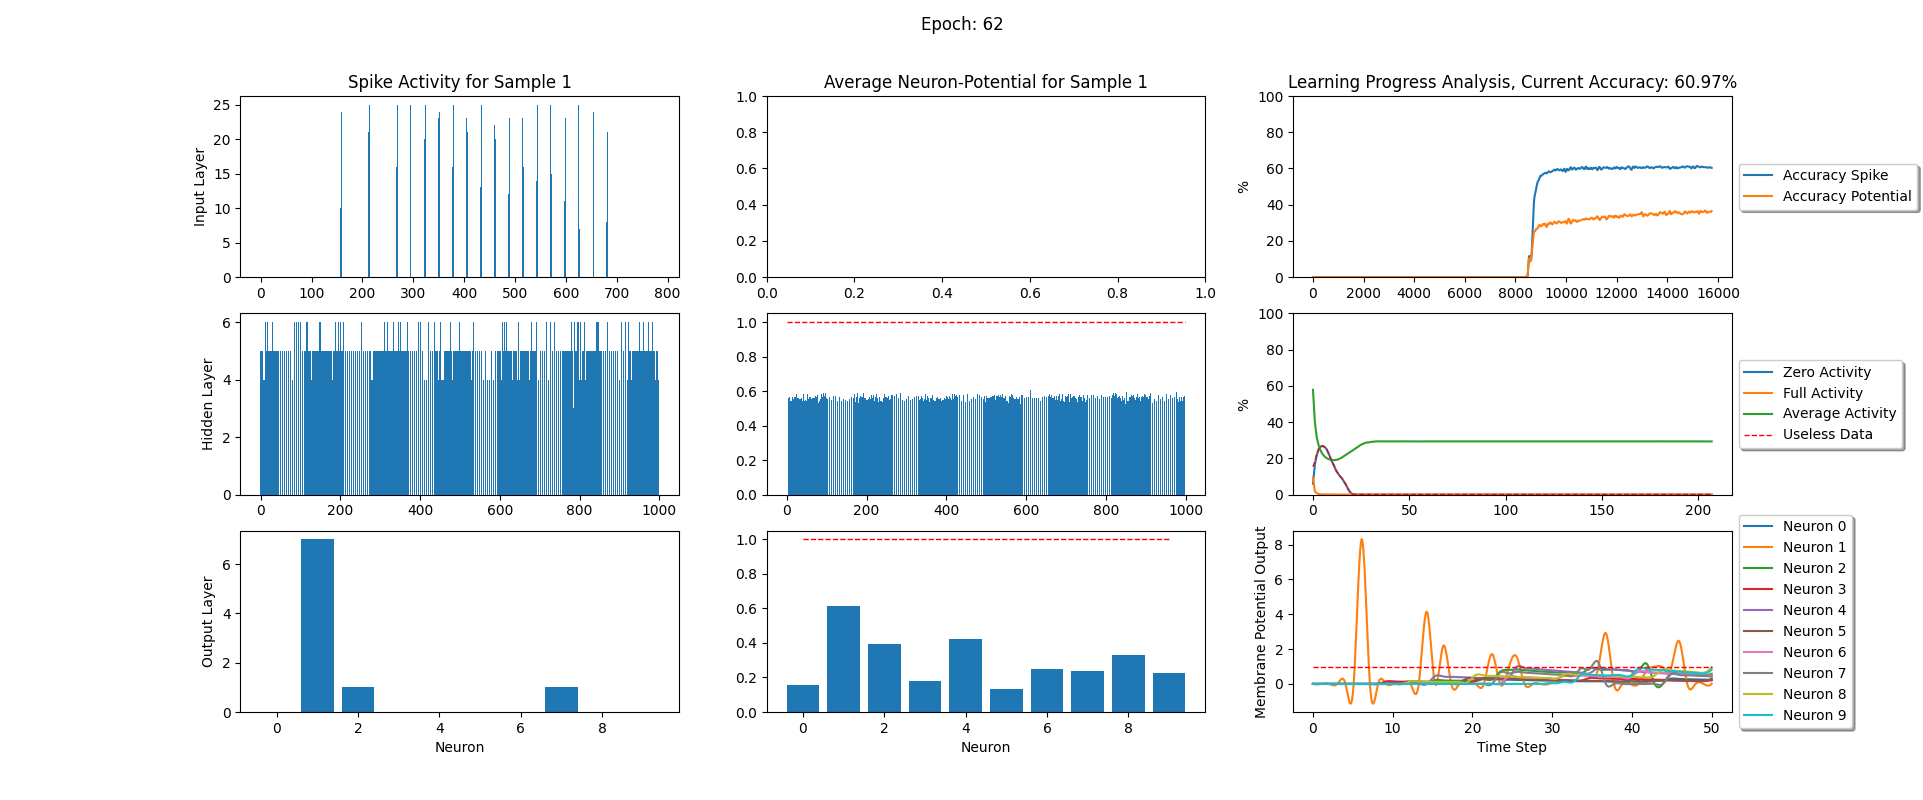 Epoch: 62
Spike Activity for Sample 1
Average Neuron-Potential for Sample 1
Learning Progress Analysis, Current Accuracy: 60.97%
Input Layer
25
20
15
10
5
0
0 100 200 300 400 500 600 700 800
1.0
0.8
0.6
0.4
0.2
0.0
0.0 0.2 0.4 0.6 0.8 1.0
%
100
80
60
40
20
0
0 2000 4000 6000 8000 10000 12000 14000 16000
Accuracy Spike
Accuracy Potential
Hidden Layer
6
4
2
0
0 200 400 600 800 1000
1.0
0.8
0.6
0.4
0.2
0.0
0 200 400 600 800 1000
%
100
80
60
40
20
0
0 50 100 150 200
Zero Activity
Full Activity
Average Activity
Useless Data
Output Layer
6
4
2
0
0 2 4 6 8
Neuron
1.0
0.8
0.6
0.4
0.2
0.0
0 2 4 6 8
Neuron
Membrane Potential Output
8
6
4
2
0
0 10 20 30 40 50
Time Step
Neuron 0
Neuron 1
Neuron 2
Neuron 3
Neuron 4
Neuron 5
Neuron 6
Neuron 7
Neuron 8
Neuron 9